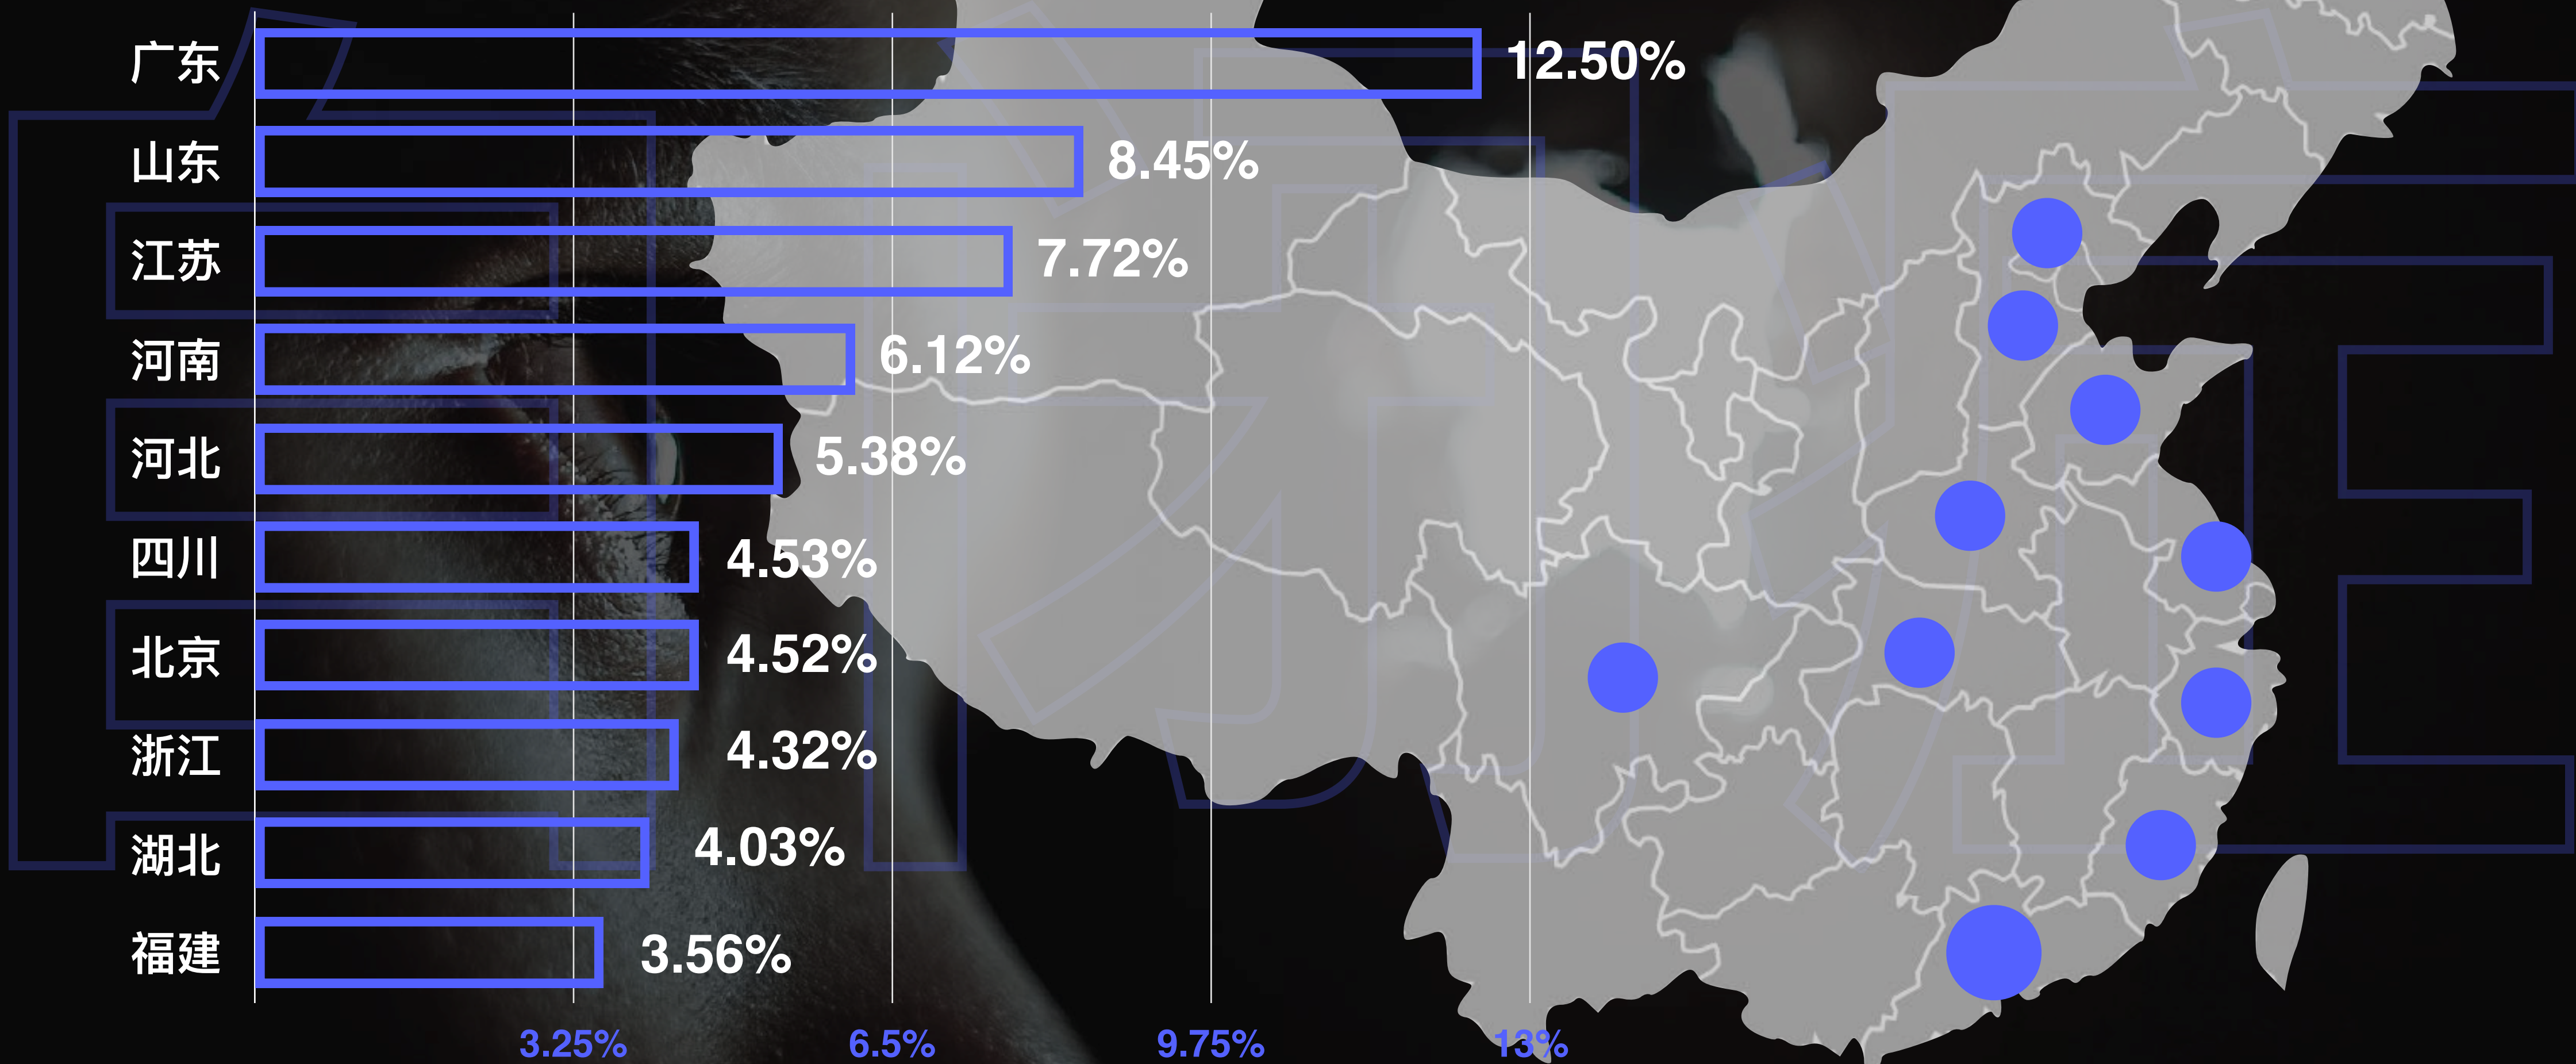 广东 12.50%
山东 8.45%
江苏 7.72%
河南 6.12%
河北 5.38%
四川 4.53%
北京 4.52%
浙江 4.32%
湖北 4.03%
福建 3.56%
3.25% 6.5% 9.75% 13%